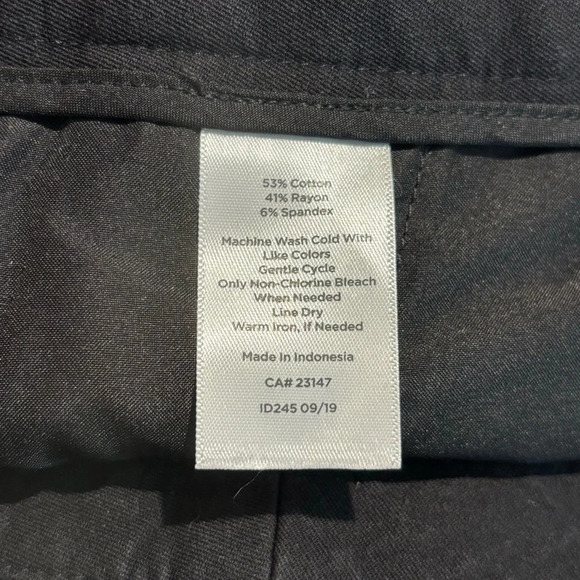 53% Cotton
41% Rayon
6% Spandex
Machine Wash Cold With
Like Colors
Gentle Cycle
Only Non-Chlorine Bleach
When Needed
Line Dry
Warm Iron, If Needed
Made In Indonesia
CA# 23147
ID245 09/19